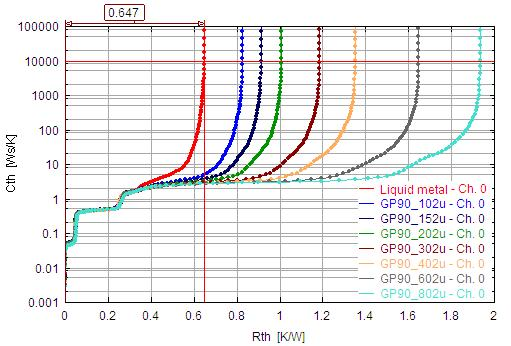 0.647
100000
10000
1000
100
10
1
0.1
0.01
0.001
Cth [Ws/K]
Liquid metal - Ch. 0
GP90_102u - Ch. 0
GP90_152u - Ch. 0
GP90_202u - Ch. 0
GP90_302u - Ch. 0
GP90_402u - Ch. 0
GP90_602u - Ch. 0
GP90_802u - Ch. 0
0 0.2 0.4 0.6 0.8 1 1.2 1.4 1.6 1.8 2
Rth [K/W]